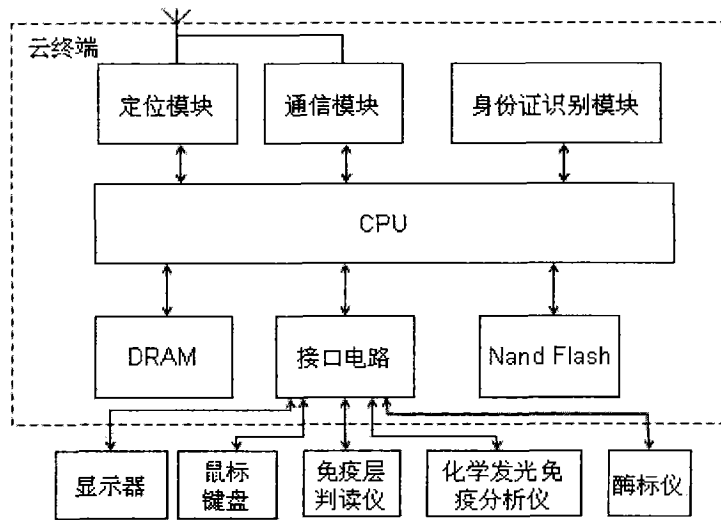 云终端
定位模块
通信模块
身份证识别模块
CPU
DRAM
接口电路
Nand Flash
显示器
鼠标
键盘
免疫层
判读仪
化学发光免
疫分析仪
酶标仪